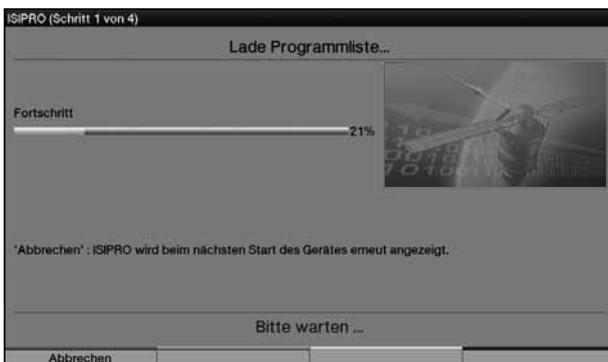 ISIPRO (Schritt 1 von 4)
Lade Programmliste...
Fortschritt
21%
'Abbrechen' : ISIPRO wird beim nächsten Start des Gerätes erneut angezeigt.
Bitte warten ...
Abbrechen